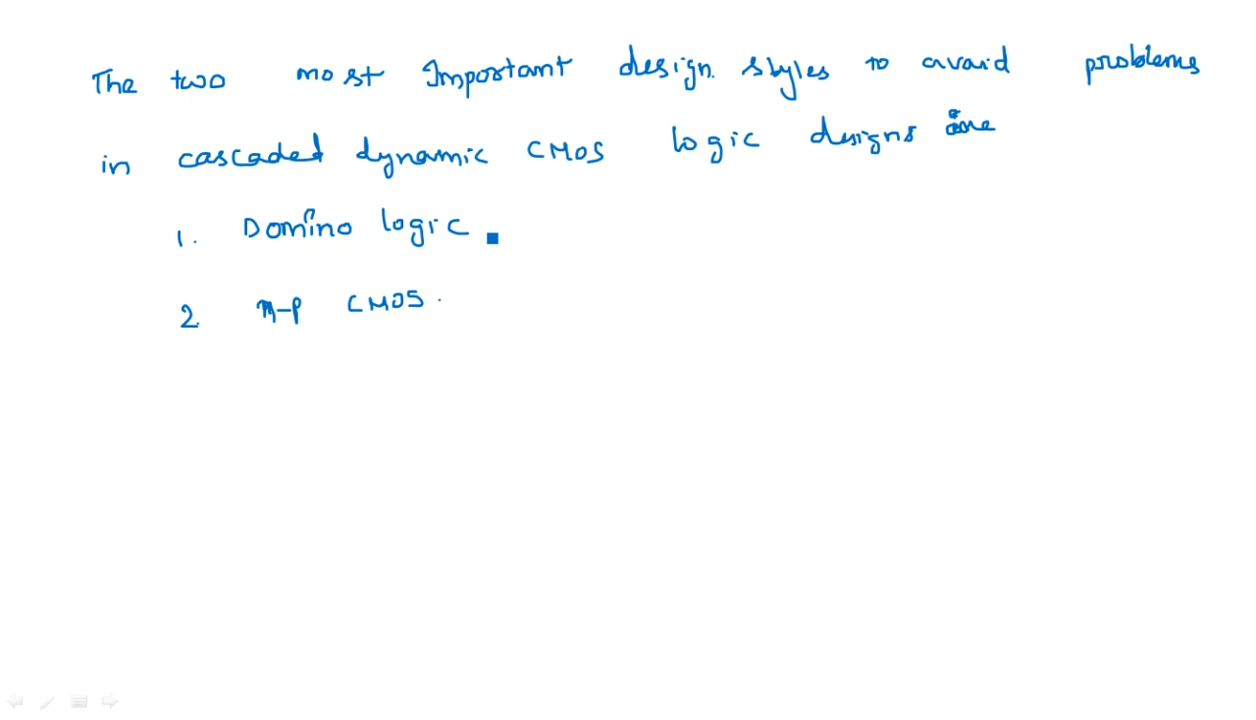 The two most Important design styles to avoid problems
in cascaded dynamic CMOS logic designs are
1. Domino logic.
2. n-p CMOS.